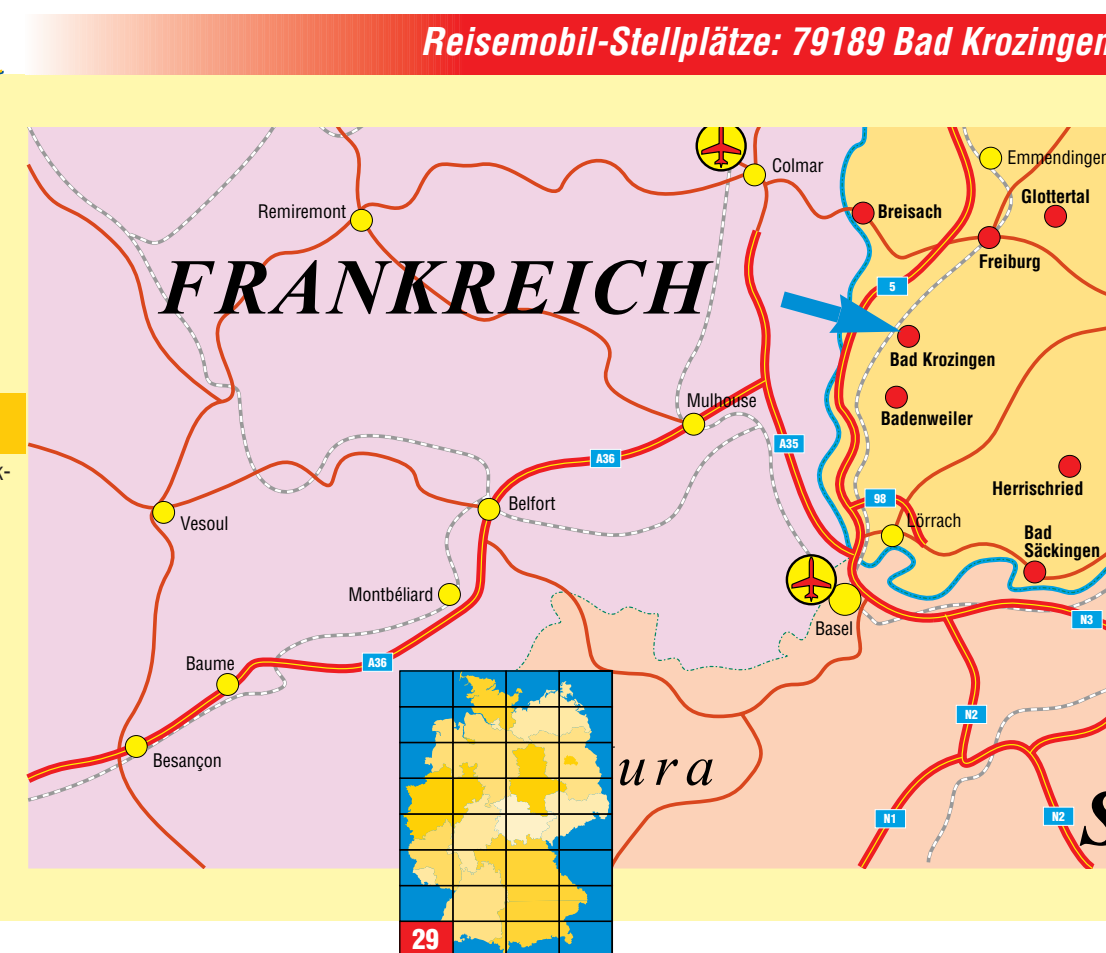 Reisemobil-Stellplätze: 79189 Bad Krozingen
Emmendingen
Colmar
Glottertal
Remiremont
Breisach
Freiburg
FRANKREICH
5
Bad Krozingen
Mulhouse
Badenweiler
A35
A36
k-
Herrischried
98
Belfort
Vesoul
Lörrach
Bad
Säckingen
Montbéliard
Basel
N3
Baume
A36
N2
Besançon
ura
N1
N2
S
29